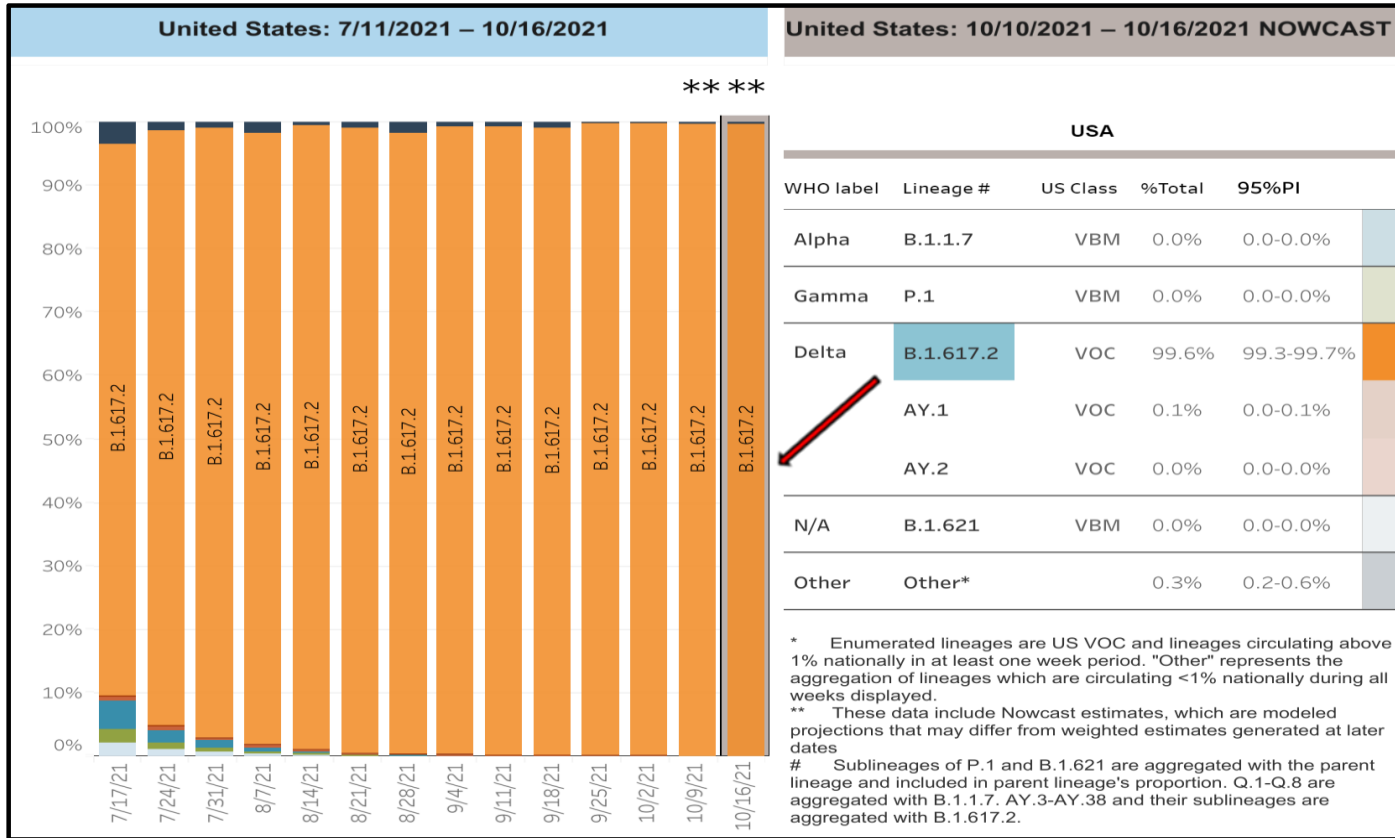 United States: 7/11/2021 – 10/16/2021
United States: 10/10/2021 – 10/16/2021 NOWCAST
** **
100%
90%
80%
70%
60%
50%
40%
30%
20%
10%
0%
B.1.617.2
B.1.617.2
B.1.617.2
B.1.617.2
B.1.617.2
B.1.617.2
B.1.617.2
B.1.617.2
B.1.617.2
B.1.617.2
B.1.617.2
B.1.617.2
B.1.617.2
B.1.617.2
7/17/21
7/24/21
7/31/21
8/7/21
8/14/21
8/21/21
8/28/21
9/4/21
9/11/21
9/18/21
9/25/21
10/2/21
10/9/21
10/16/21
USA
WHO label Lineage # US Class %Total 95%PI
Alpha B.1.1.7 VBM 0.0% 0.0-0.0%
Gamma P.1 VBM 0.0% 0.0-0.0%
Delta B.1.617.2 VOC 99.6% 99.3-99.7%
AY.1 VOC 0.1% 0.0-0.1%
AY.2 VOC 0.0% 0.0-0.0%
N/A B.1.621 VBM 0.0% 0.0-0.0%
Other Other* 0.3% 0.2-0.6%
* Enumerated lineages are US VOC and lineages circulating above
1% nationally in at least one week period. "Other" represents the
aggregation of lineages which are circulating <1% nationally during all
weeks displayed.
** These data include Nowcast estimates, which are modeled
projections that may differ from weighted estimates generated at later
dates
# Sublineages of P.1 and B.1.621 are aggregated with the parent
lineage and included in parent lineage's proportion. Q.1-Q.8 are
aggregated with B.1.1.7. AY.3-AY.38 and their sublineages are
aggregated with B.1.617.2.